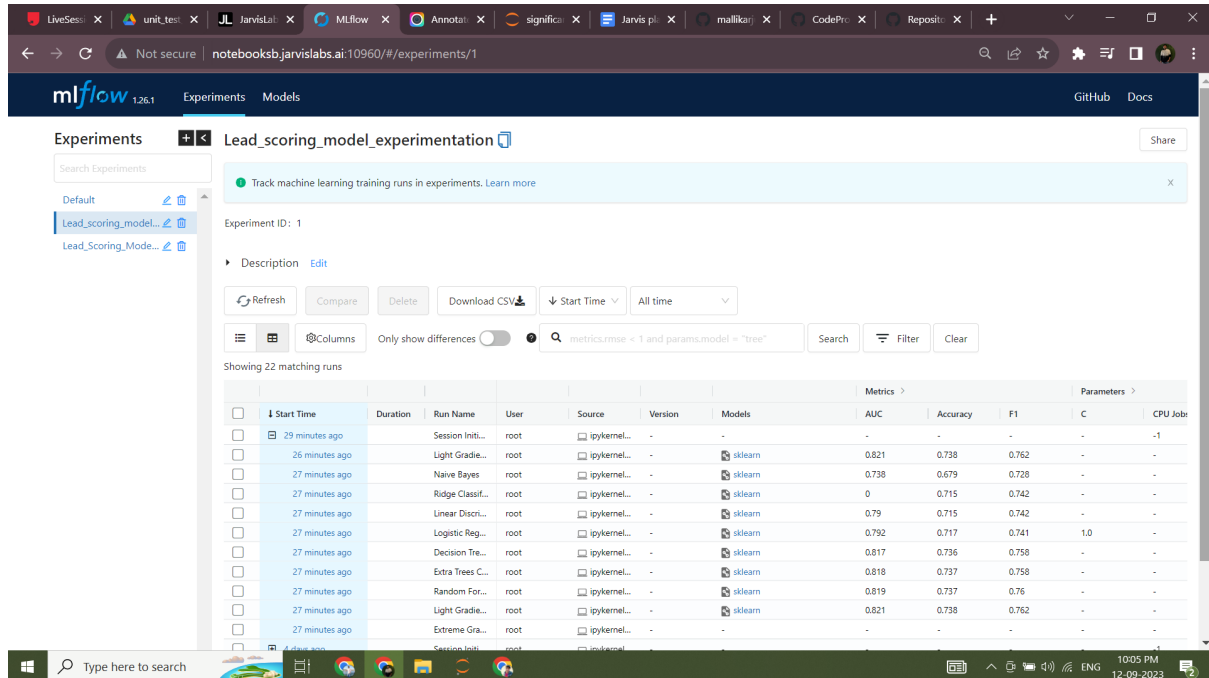 LiveSessi
unit_test
JarvisLab
MLflow
Annotat
significa
Jarvis pl
mallikarj
CodePro
Reposito
Not secure | notebooksb.jarvislabs.ai:10960/#/experiments/1
mlflow 1.26.1 Experiments Models GitHub Docs
Experiments
Search Experiments
Default
Lead_scoring_model...
Lead_Scoring_Mode...
Lead_scoring_model_experimentation Share
Track machine learning training runs in experiments. Learn more
Experiment ID: 1
Description Edit
Refresh Compare Delete Download CSV Start Time All time
Columns Only show differences metrics.rmse < 1 and params.model = "tree" Search Filter Clear
Showing 22 matching runs
Metrics > Parameters >
Start Time Duration Run Name User Source Version Models AUC Accuracy F1 C CPU Jobs
29 minutes ago Session Initi... root ipykernel... - - - - - - -1
26 minutes ago Light Gradie... root ipykernel... - sklearn 0.821 0.738 0.762 - -
27 minutes ago Naive Bayes root ipykernel... - sklearn 0.738 0.679 0.728 - -
27 minutes ago Ridge Classif... root ipykernel... - sklearn 0 0.715 0.742 - -
27 minutes ago Linear Discri... root ipykernel... - sklearn 0.79 0.715 0.742 - -
27 minutes ago Logistic Reg... root ipykernel... - sklearn 0.792 0.717 0.741 1.0 -
27 minutes ago Decision Tre... root ipykernel... - sklearn 0.817 0.736 0.758 - -
27 minutes ago Extra Trees C... root ipykernel... - sklearn 0.818 0.737 0.758 - -
27 minutes ago Random For... root ipykernel... - sklearn 0.819 0.737 0.76 - -
27 minutes ago Light Gradie... root ipykernel... - sklearn 0.821 0.738 0.762 - -
27 minutes ago Extreme Gra... root ipykernel... - - - - - - -
4 days ago Session Initi... root ipykernel... -1
Type here to search ENG 10:05 PM
12-09-2023 2